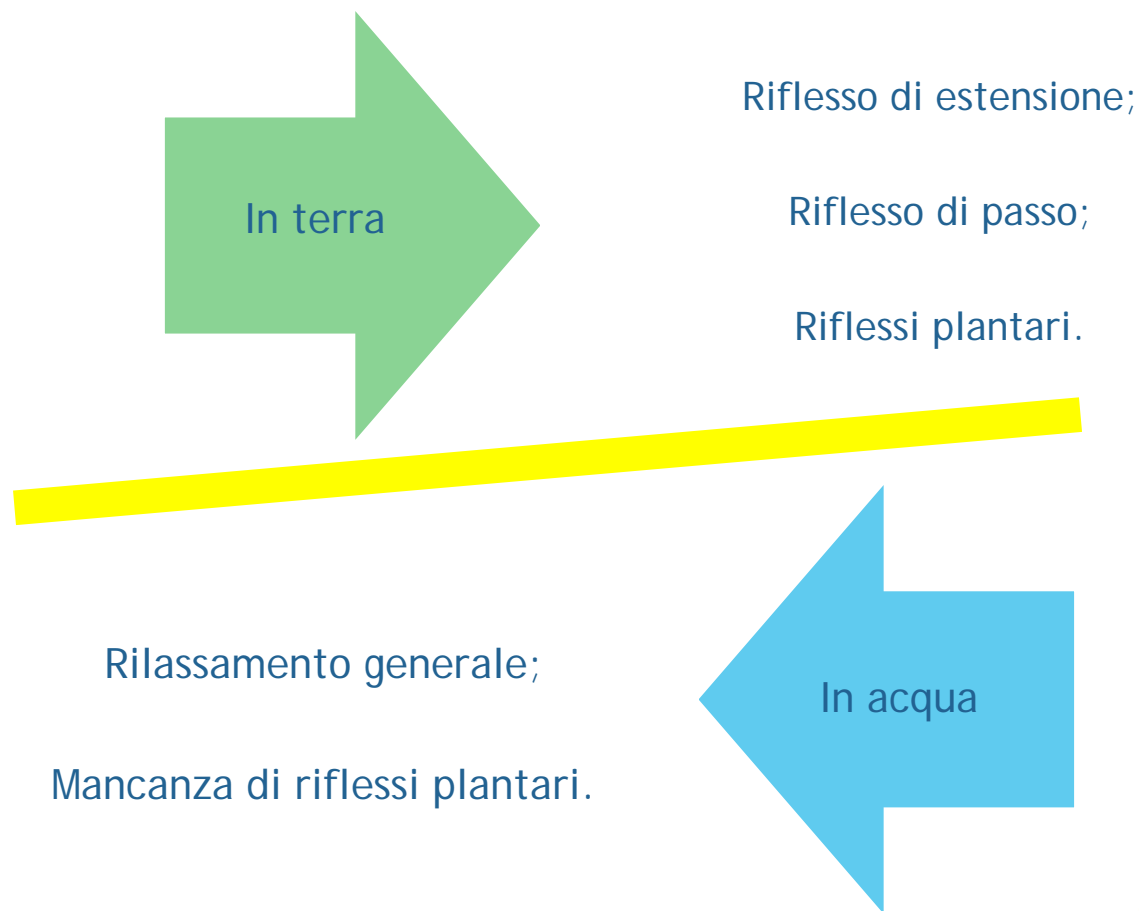 In terra
Riflesso di estensione;
Riflesso di passo;
Riflessi plantari.
Rilassamento generale;
Mancanza di riflessi plantari.
In acqua